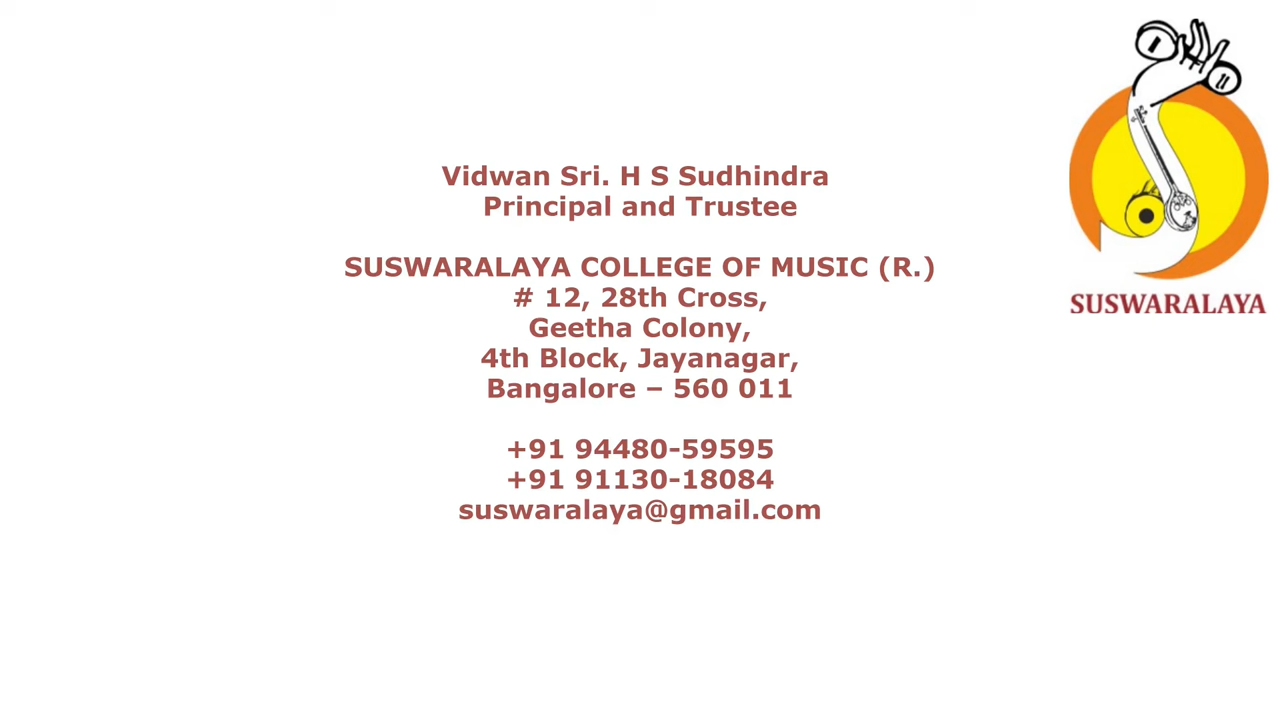 Vidwan Sri. H S Sudhindra
Principal and Trustee
SUSWARALAYA COLLEGE OF MUSIC (R.)
# 12, 28th Cross,
Geetha Colony,
4th Block, Jayanagar,
Bangalore – 560 011
+91 94480-59595
+91 91130-18084
suswaralaya@gmail.com
SUSWARALAYA